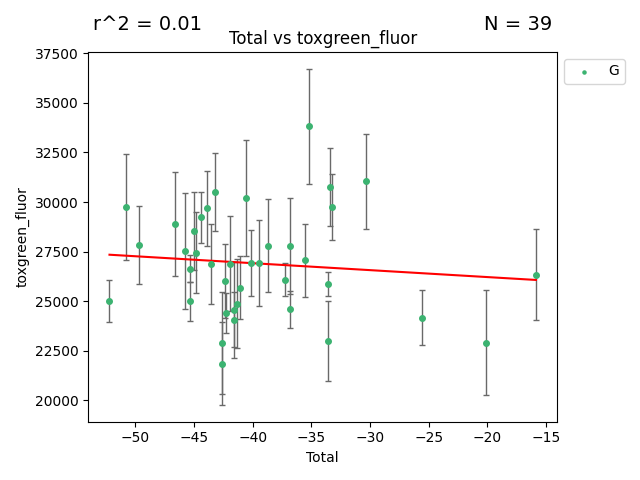 r^2 = 0.01
N = 39
Total vs toxgreen_fluor
G
37500
35000
32500
30000
27500
25000
22500
20000
toxgreen_fluor
−50
−45
−40
−35
−30
−25
−20
−15
Total